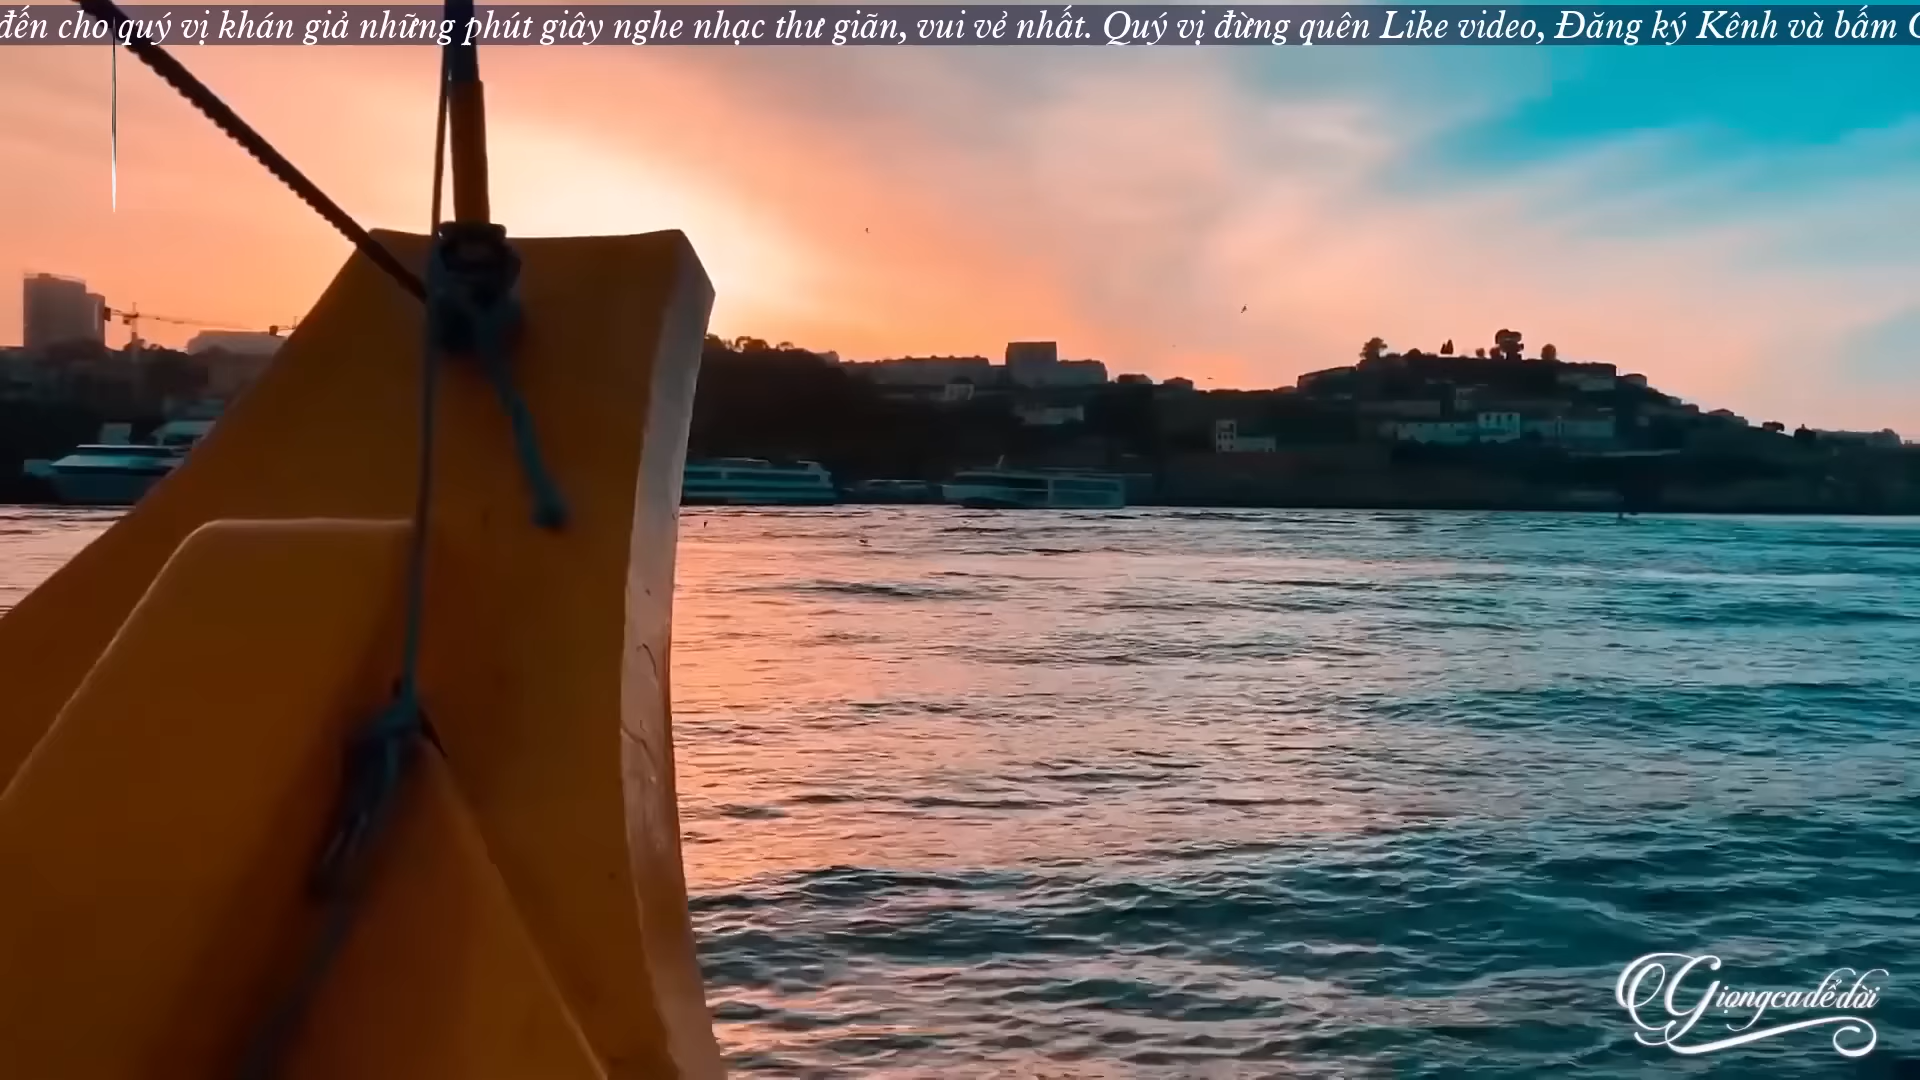 đến cho quý vị khán giả những phút giây nghe nhạc thư giãn, vui vẻ nhất. Quý vị đừng quên Like video, Đăng ký Kênh và bấm
Giọngcadểdời